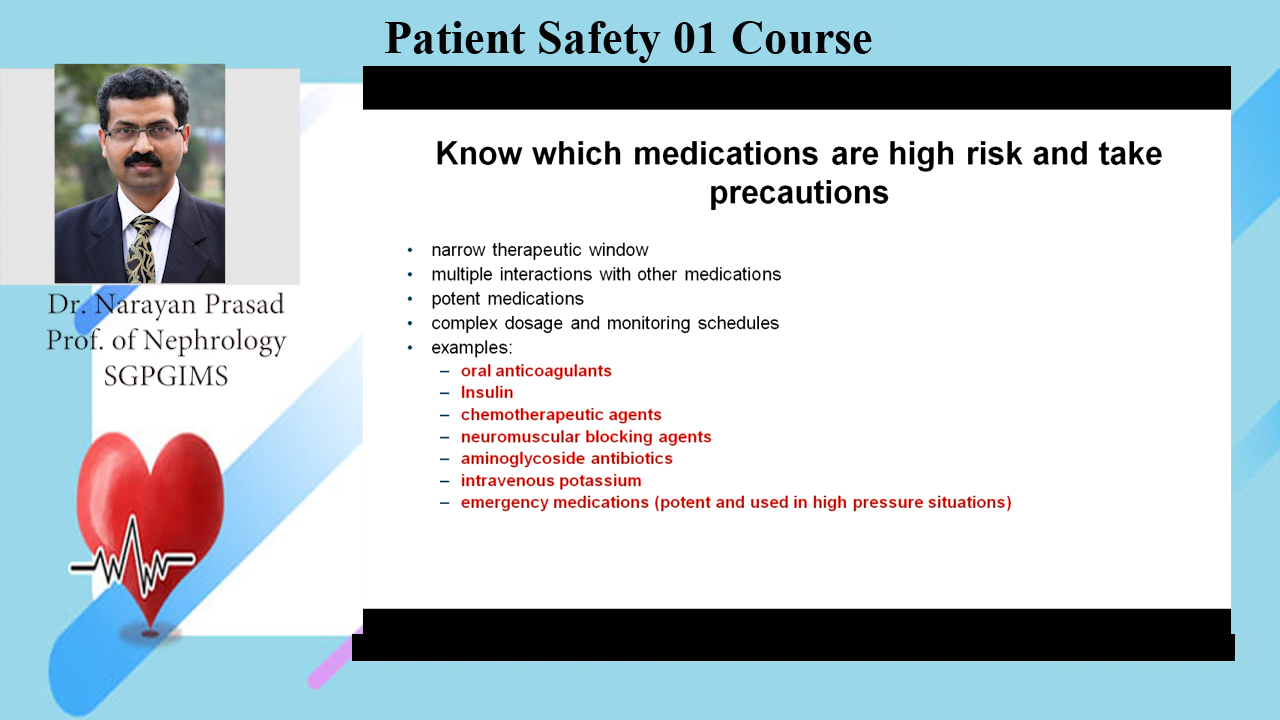 Patient Safety 01 Course
Dr. Narayan Prasad
Prof. of Nephrology
SGPGIMS
Know which medications are high risk and take
precautions
• narrow therapeutic window
• multiple interactions with other medications
• potent medications
• complex dosage and monitoring schedules
• examples:
– oral anticoagulants
– Insulin
– chemotherapeutic agents
– neuromuscular blocking agents
– aminoglycoside antibiotics
– intravenous potassium
– emergency medications (potent and used in high pressure situations)